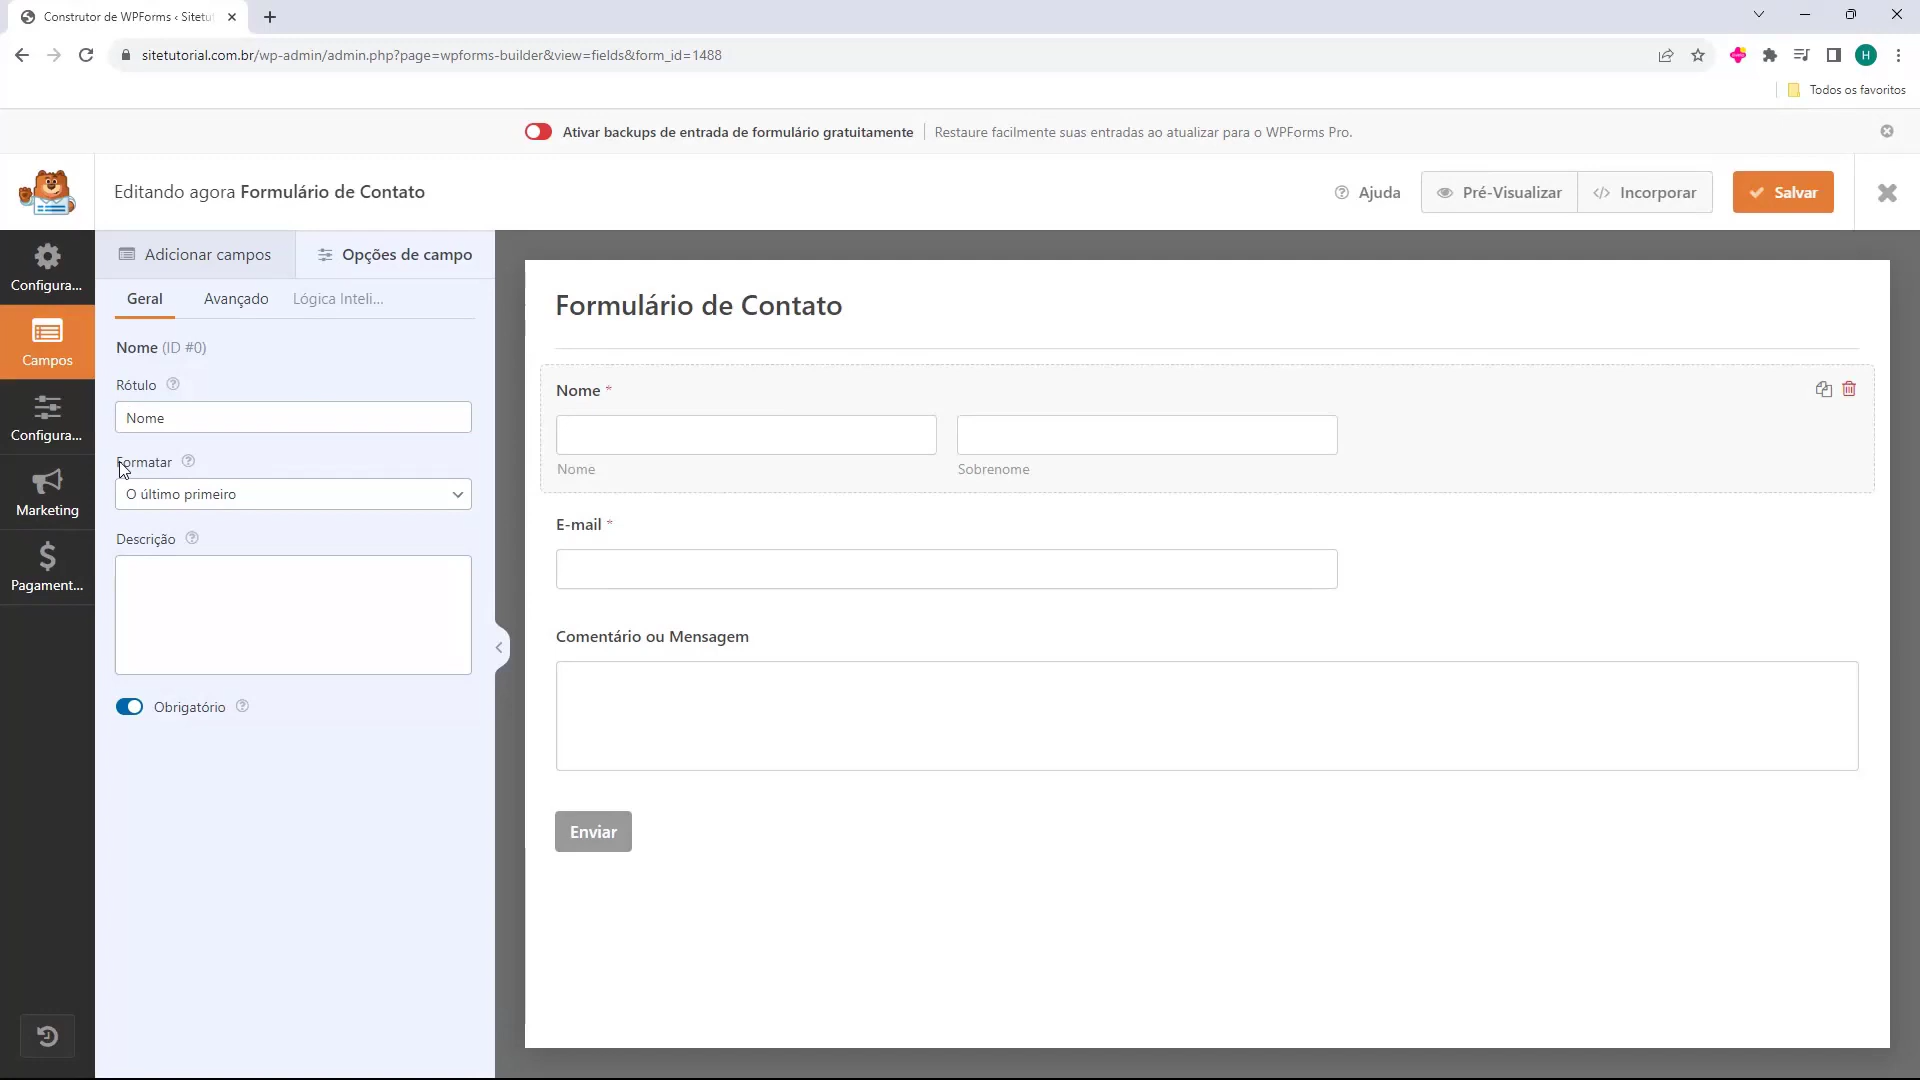 Construtor de WPForms ‹ Sitetu
sitetutorial.com.br/wp-admin/admin.php?page=wpforms-builder&view=fields&form_id=1488
H
Todos os favoritos
Ativar backups de entrada de formulário gratuitamente
Restaure facilmente suas entradas ao atualizar para o WPForms Pro.
Editando agora Formulário de Contato
Ajuda
Pré-Visualizar
Incorporar
Salvar
Configura...
Campos
Configura...
Marketing
Pagament...
Adicionar campos
Opções de campo
Geral
Avançado
Lógica Inteli...
Nome (ID #0)
Rótulo
Nome
Formatar
O último primeiro
Descrição
Obrigatório
Formulário de Contato
Nome *
Nome
Sobrenome
E-mail *
Comentário ou Mensagem
Enviar